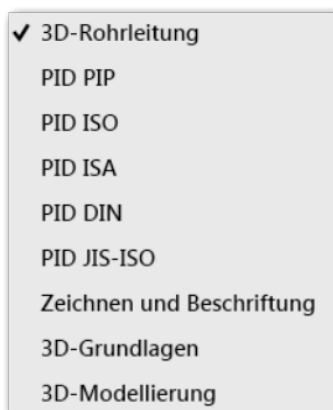 3D-Rohrleitung
PID PIP
PID ISO
PID ISA
PID DIN
PID JIS-ISO
Zeichnen und Beschriftung
3D-Grundlagen
3D-Modellierung